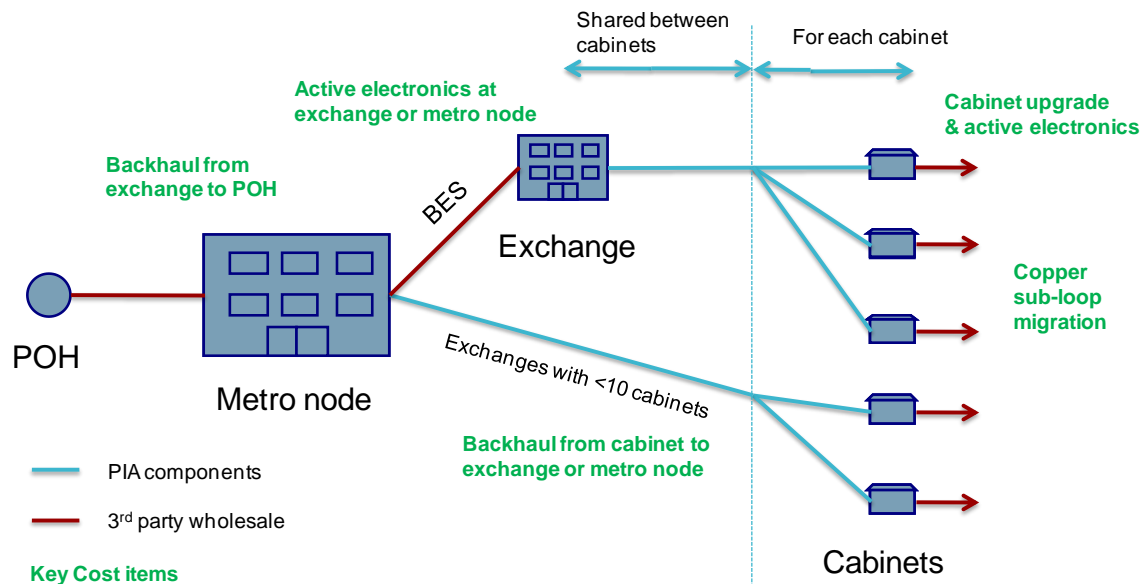 Shared between
cabinets
For each cabinet
Active electronics at
exchange or metro node
Cabinet upgrade
& active electronics
Backhaul from
exchange to POH
BES
Exchange
Copper
sub-loop
migration
POH
Metro node
Exchanges with <10 cabinets
Backhaul from cabinet to
exchange or metro node
PIA components
3rd party wholesale
Key Cost items
Cabinets